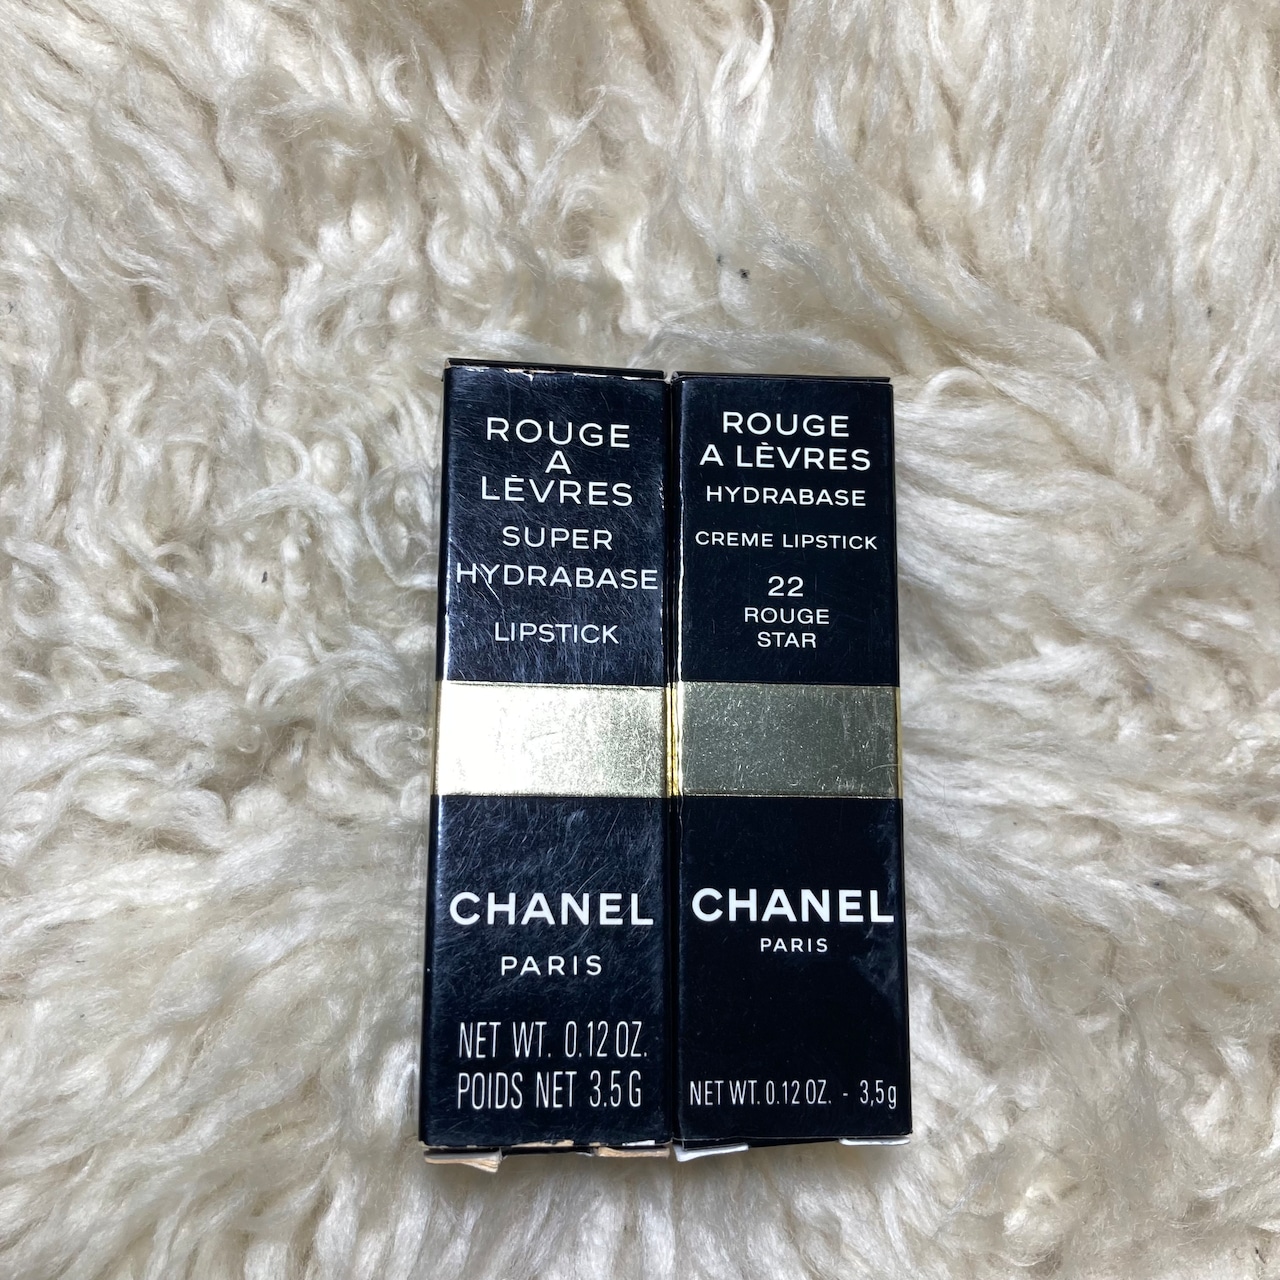 ROUGE
A
LÈVRES
SUPER
HYDRABASE
LIPSTICK
CHANEL
PARIS
NET WT. 0.12 OZ.
POIDS NET 3.5 G
ROUGE
A LÈVRES
HYDRABASE
CREME LIPSTICK
22
ROUGE
STAR
CHANEL
PARIS
NET WT. 0.12 OZ. - 3,5g